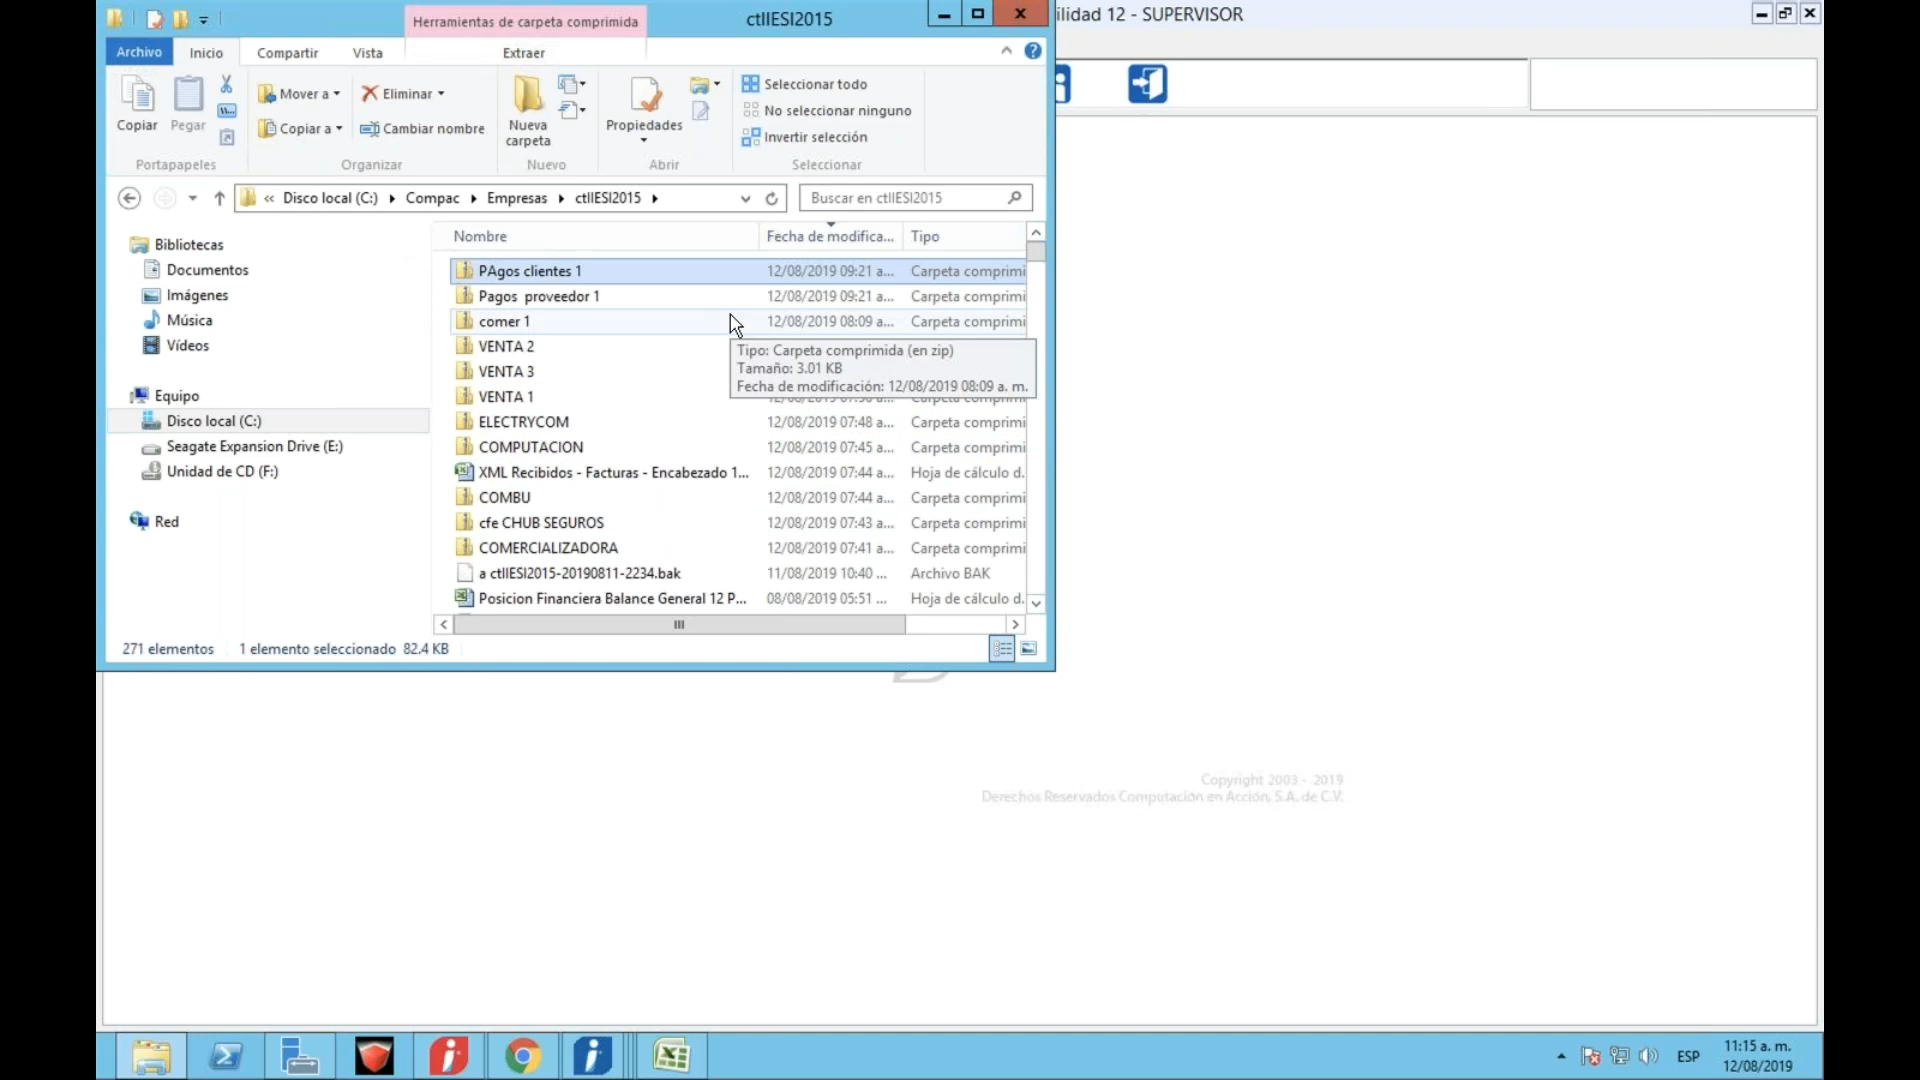 Herramientas de carpeta comprimida
ctIIESI2015
ilidad 12 - SUPERVISOR
Archivo
Inicio
Compartir
Vista
Extraer
Copiar
Pegar
Mover a
Copiar a
Eliminar
Cambiar nombre
Nueva
carpeta
Propiedades
Seleccionar todo
No seleccionar ninguno
Invertir selección
Portapapeles
Organizar
Nuevo
Abrir
Seleccionar
« Disco local (C:) Compac Empresas ctIIESI2015
Buscar en ctIIESI2015
Bibliotecas
Documentos
Imágenes
Música
Vídeos
Equipo
Disco local (C:)
Seagate Expansion Drive (E:)
Unidad de CD (F:)
Red
Nombre Fecha de modifica... Tipo
PAgos clientes 1 12/08/2019 09:21 a... Carpeta comprimi
Pagos proveedor 1 12/08/2019 09:21 a... Carpeta comprimi
comer 1 12/08/2019 08:09 a... Carpeta comprimi
VENTA 2
VENTA 3
VENTA 1
Tipo: Carpeta comprimida (en zip)
Tamaño: 3.01 KB
Fecha de modificación: 12/08/2019 08:09 a. m.
ELECTRYCOM 12/08/2019 07:48 a... Carpeta comprimi
COMPUTACION 12/08/2019 07:45 a... Carpeta comprimi
XML Recibidos - Facturas - Encabezado 1... 12/08/2019 07:44 a... Hoja de cálculo d.
COMBU 12/08/2019 07:44 a... Carpeta comprimi
cfe CHUB SEGUROS 12/08/2019 07:43 a... Carpeta comprimi
COMERCIALIZADORA 12/08/2019 07:41 a... Carpeta comprimi
a ctIIESI2015-20190811-2234.bak 11/08/2019 10:40 ... Archivo BAK
Posicion Financiera Balance General 12 P... 08/08/2019 05:51 ... Hoja de cálculo d.
271 elementos 1 elemento seleccionado 82.4 KB
Copyright 2003 - 2019
Derechos Reservados Computación en Acción, S.A. de C.V.
ESP
11:15 a. m.
12/08/2019